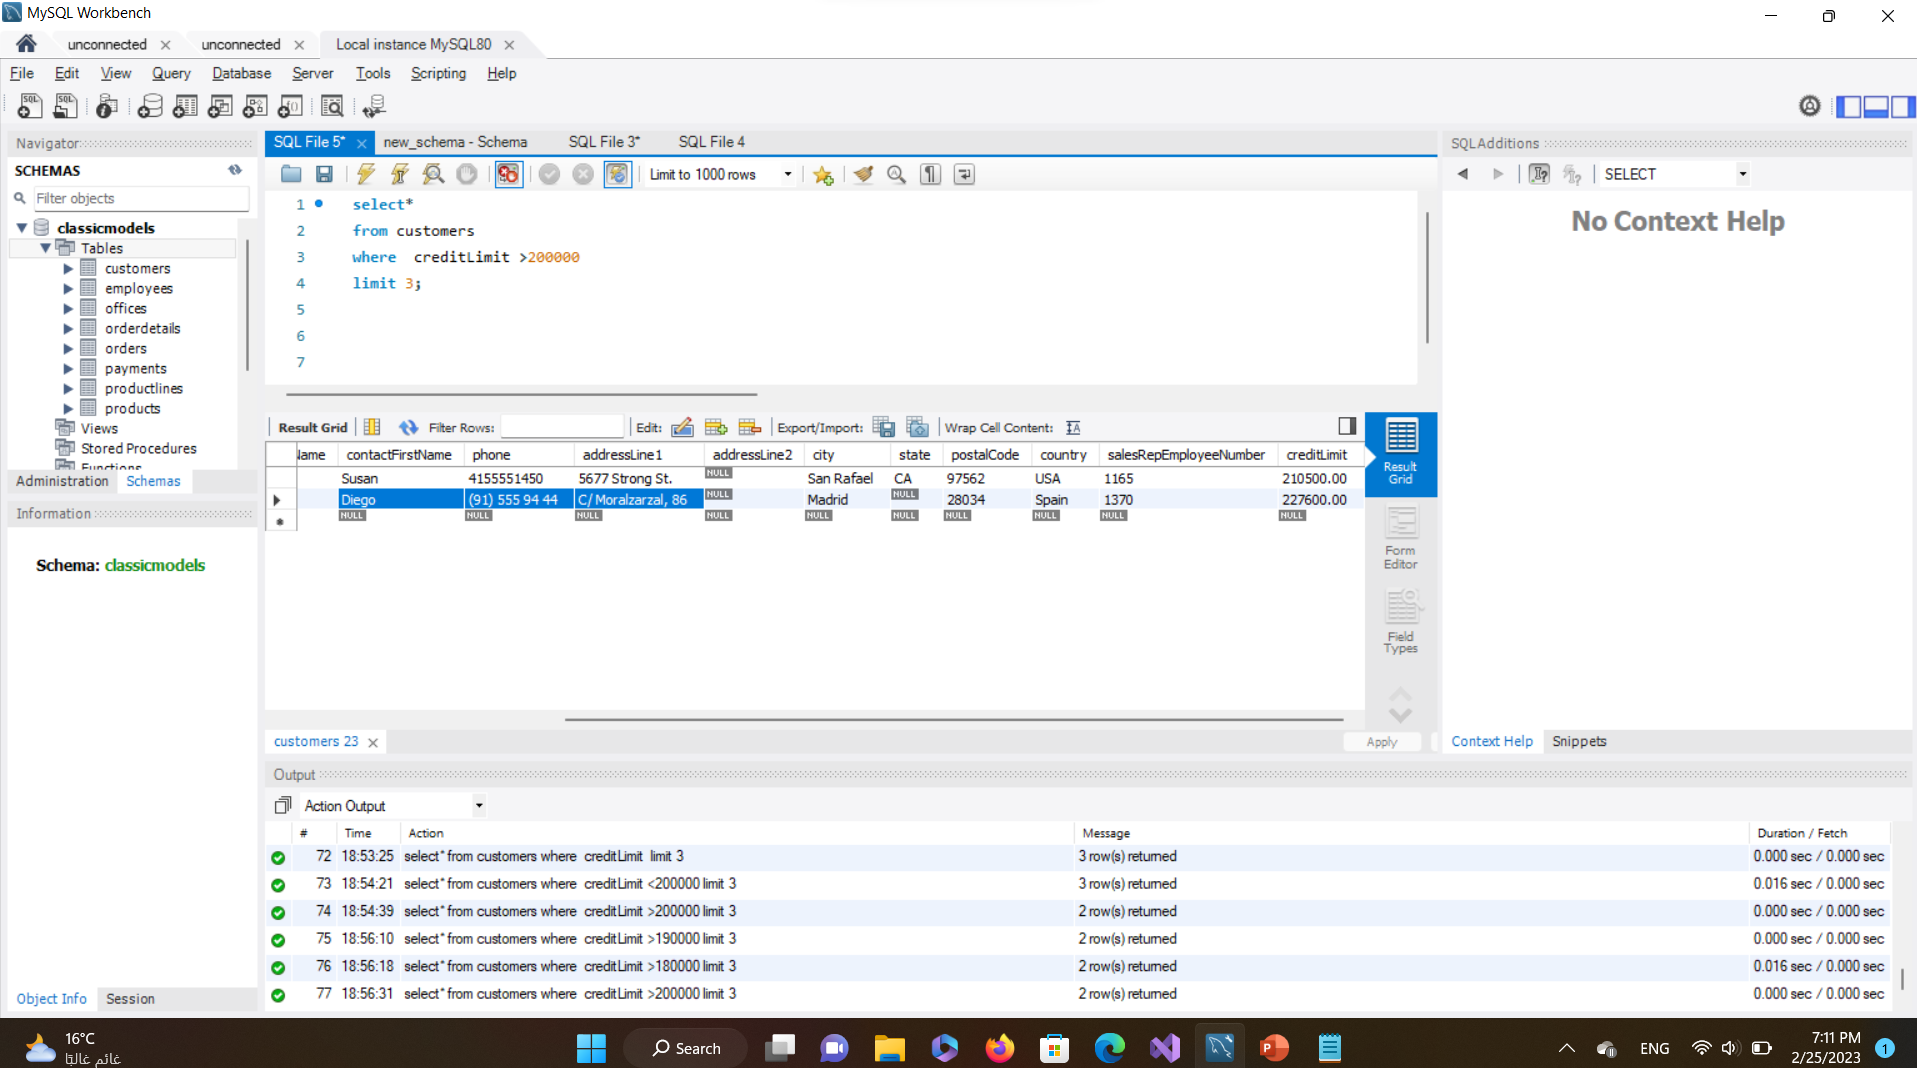 MySQL Workbench
unconnected
unconnected
Local instance MySQL80
File Edit View Query Database Server Tools Scripting Help
Navigator
SCHEMAS
Filter objects
classicmodels
Tables
customers
employees
offices
orderdetails
orders
payments
productlines
products
Views
Stored Procedures
Functions
Administration Schemas
Information
Schema: classicmodels
Object Info Session
SQL File 5* new_schema - Schema SQL File 3* SQL File 4
Limit to 1000 rows
1 select*
2 from customers
3 where creditLimit >200000
4 limit 3;
5
6
7
Result Grid Filter Rows: Edit: Export/Import: Wrap Cell Content:
Name contactFirstName phone addressLine1 addressLine2 city state postalCode country salesRepEmployeeNumber creditLimit
Susan 4155551450 5677 Strong St. NULL San Rafael CA 97562 USA 1165 210500.00
Diego (91) 555 94 44 C/ Moralzarzal, 86 NULL Madrid NULL 28034 Spain 1370 227600.00
NULL NULL NULL NULL NULL NULL NULL NULL NULL NULL
Result Grid
Form Editor
Field Types
customers 23
Apply
SQLAdditions
SELECT
No Context Help
Context Help Snippets
Output
Action Output
# Time Action Message Duration / Fetch
72 18:53:25 select* from customers where creditLimit limit 3 3 row(s) returned 0.000 sec / 0.000 sec
73 18:54:21 select* from customers where creditLimit <200000 limit 3 3 row(s) returned 0.016 sec / 0.000 sec
74 18:54:39 select* from customers where creditLimit >200000 limit 3 2 row(s) returned 0.000 sec / 0.000 sec
75 18:56:10 select* from customers where creditLimit >190000 limit 3 2 row(s) returned 0.000 sec / 0.000 sec
76 18:56:18 select* from customers where creditLimit >180000 limit 3 2 row(s) returned 0.016 sec / 0.000 sec
77 18:56:31 select* from customers where creditLimit >200000 limit 3 2 row(s) returned 0.000 sec / 0.000 sec
16°C
غائم غالبًا
Search
ENG
7:11 PM
2/25/2023
1